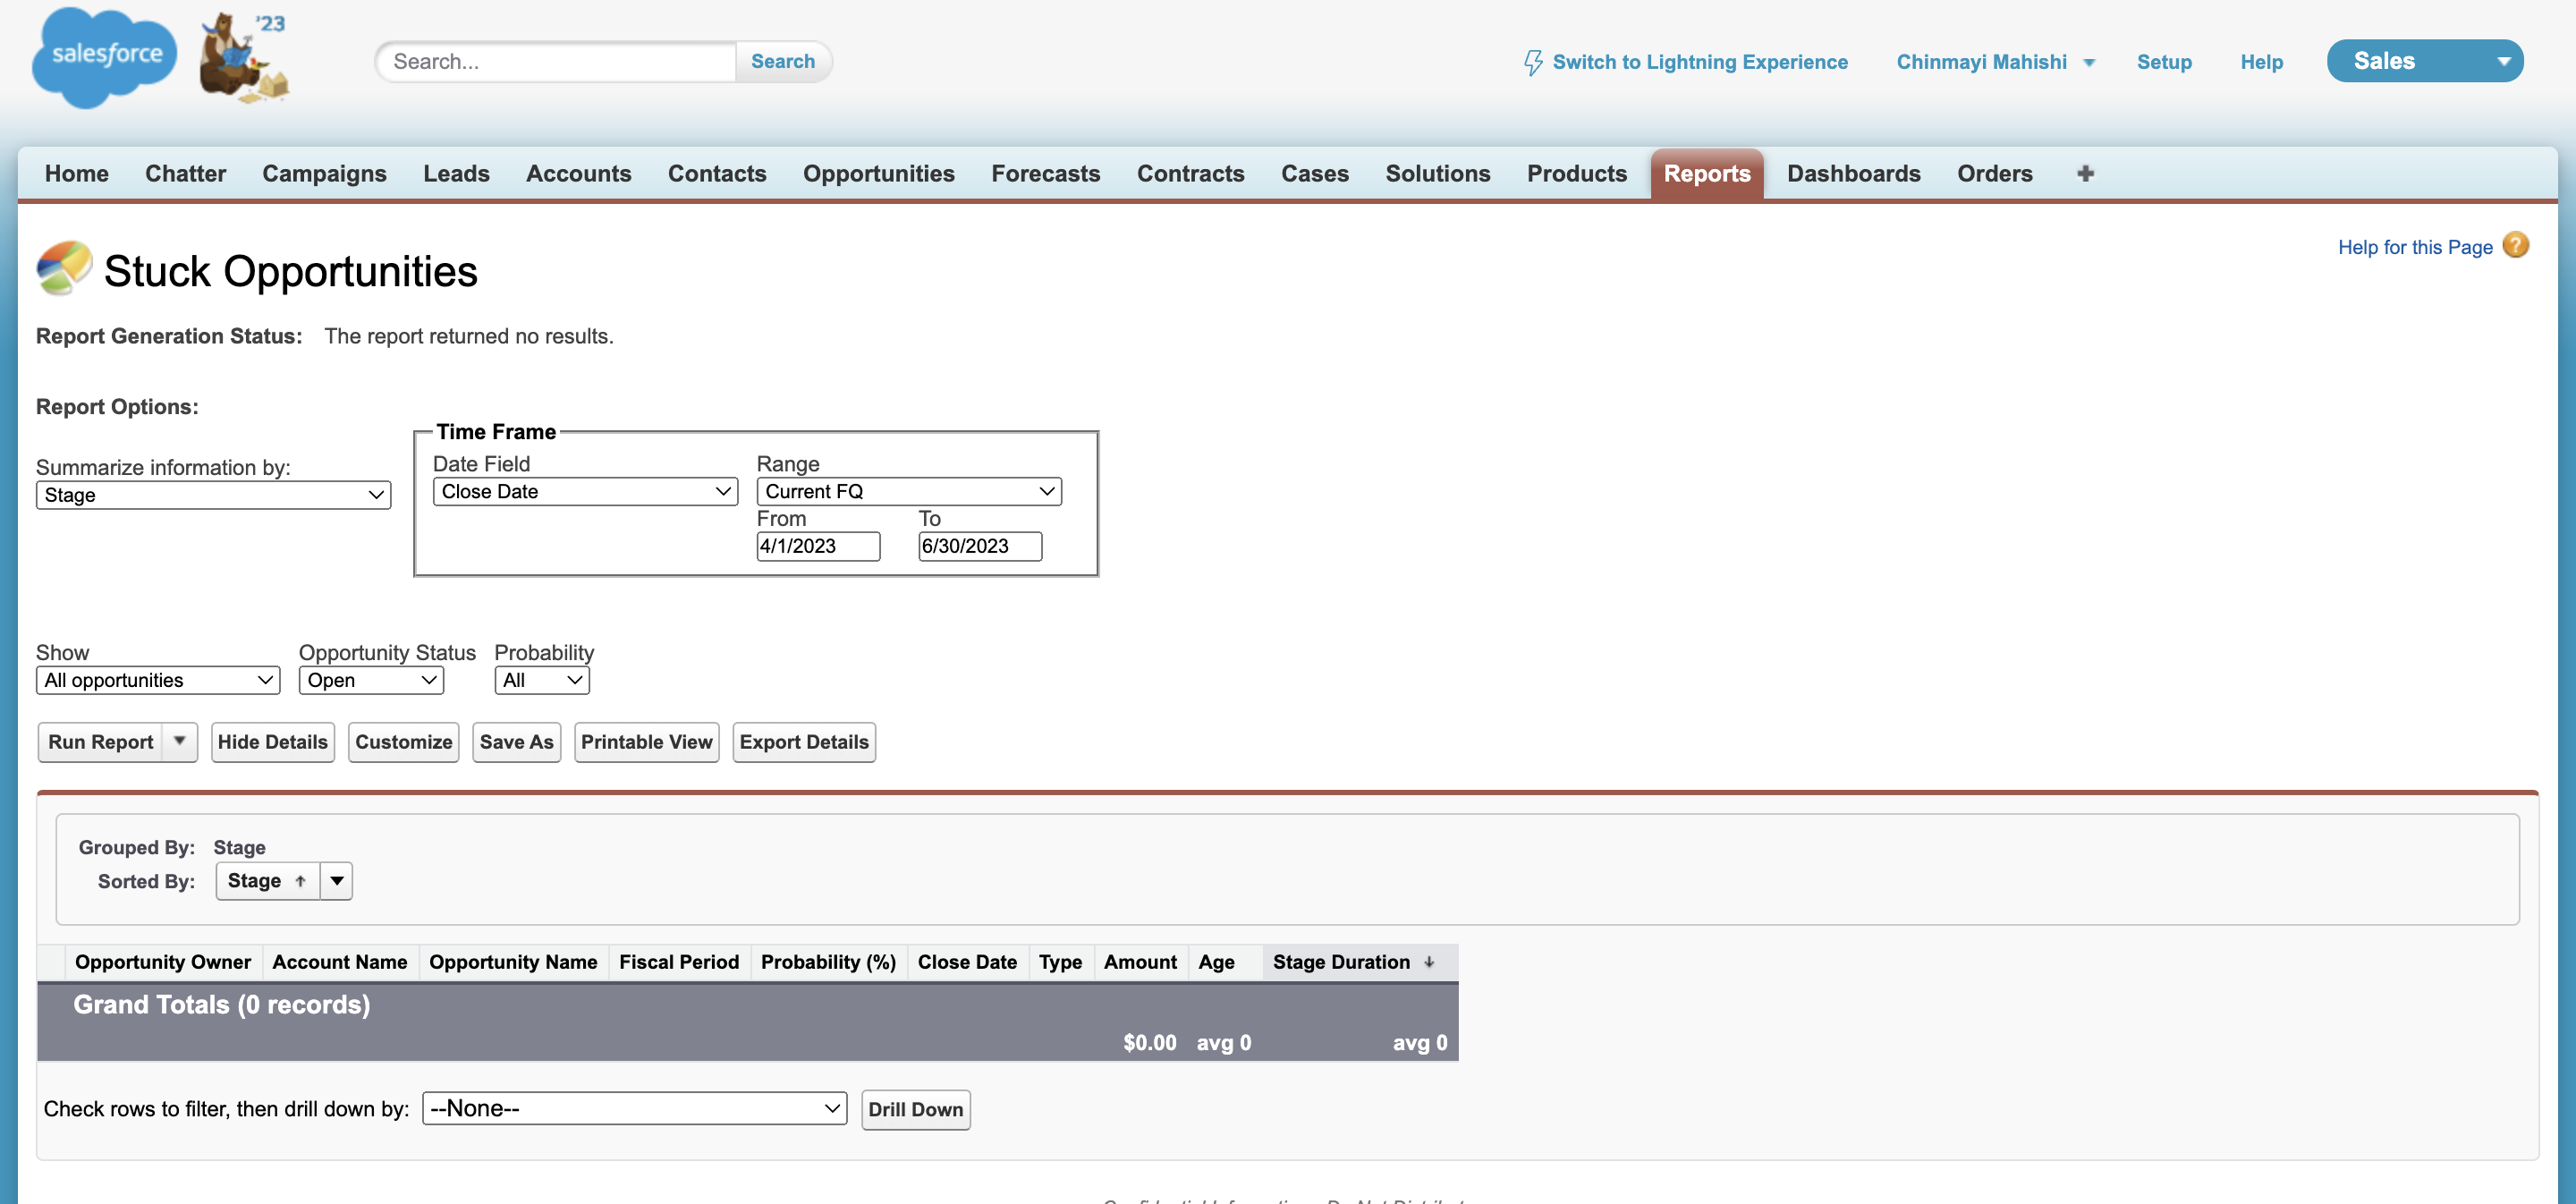 salesforce
'23
Search...
Search
Switch to Lightning Experience
Chinmayi Mahishi
Setup
Help
Sales
Home Chatter Campaigns Leads Accounts Contacts Opportunities Forecasts Contracts Cases Solutions Products Reports Dashboards Orders +
Stuck Opportunities
Help for this Page ?
Report Generation Status: The report returned no results.
Report Options:
Summarize information by:
Stage
Time Frame
Date Field
Close Date
Range
Current FQ
From To
4/1/2023 6/30/2023
Show Opportunity Status Probability
All opportunities Open All
Run Report Hide Details Customize Save As Printable View Export Details
Grouped By: Stage
Sorted By: Stage
Opportunity Owner Account Name Opportunity Name Fiscal Period Probability (%) Close Date Type Amount Age Stage Duration
Grand Totals (0 records)
$0.00 avg 0 avg 0
Check rows to filter, then drill down by: --None-- Drill Down